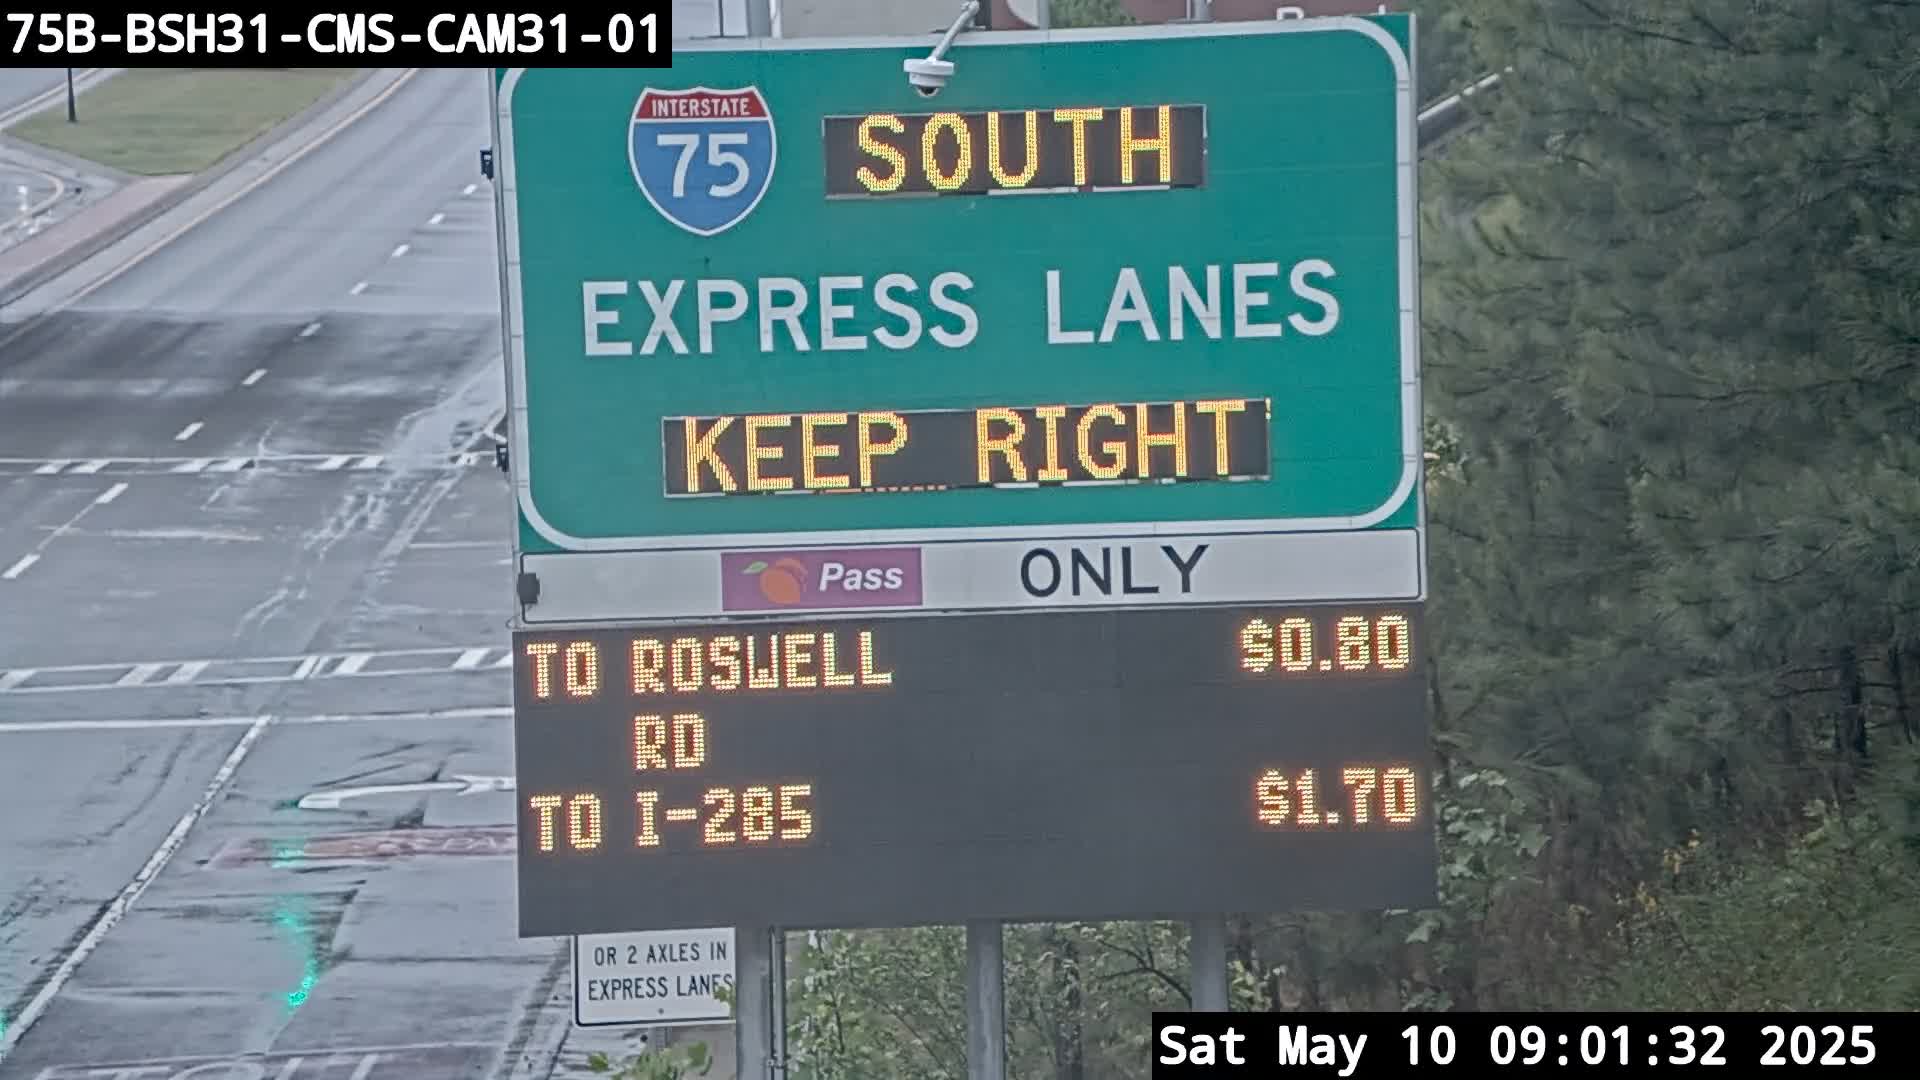 75B-BSH31-CMS-CAM31-01
INTERSTATE
75
SOUTH
EXPRESS LANES
KEEP RIGHT
Pass ONLY
TO ROSWELL $0.80
RD
TO I-285 $1.70
OR 2 AXLES IN
EXPRESS LANES
Sat May 10 09:01:32 2025